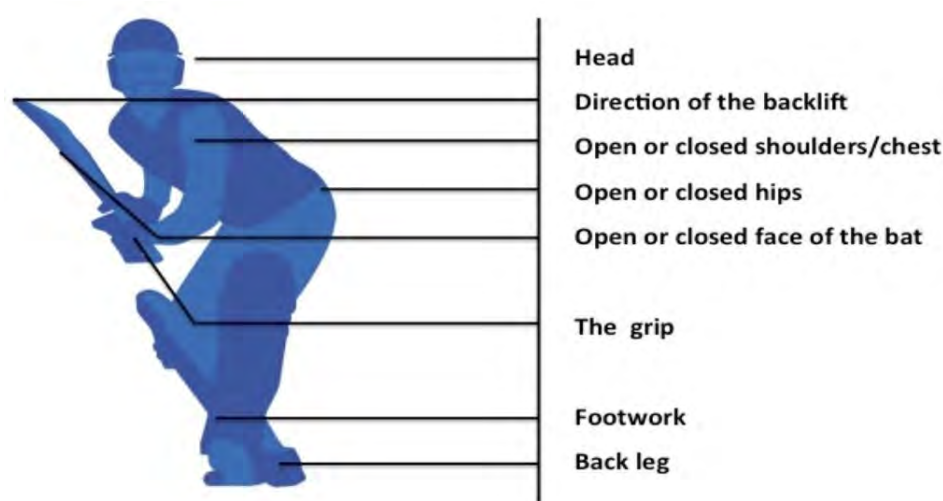 Head
Direction of the backlift
Open or closed shoulders/chest
Open or closed hips
Open or closed face of the bat
The grip
Footwork
Back leg